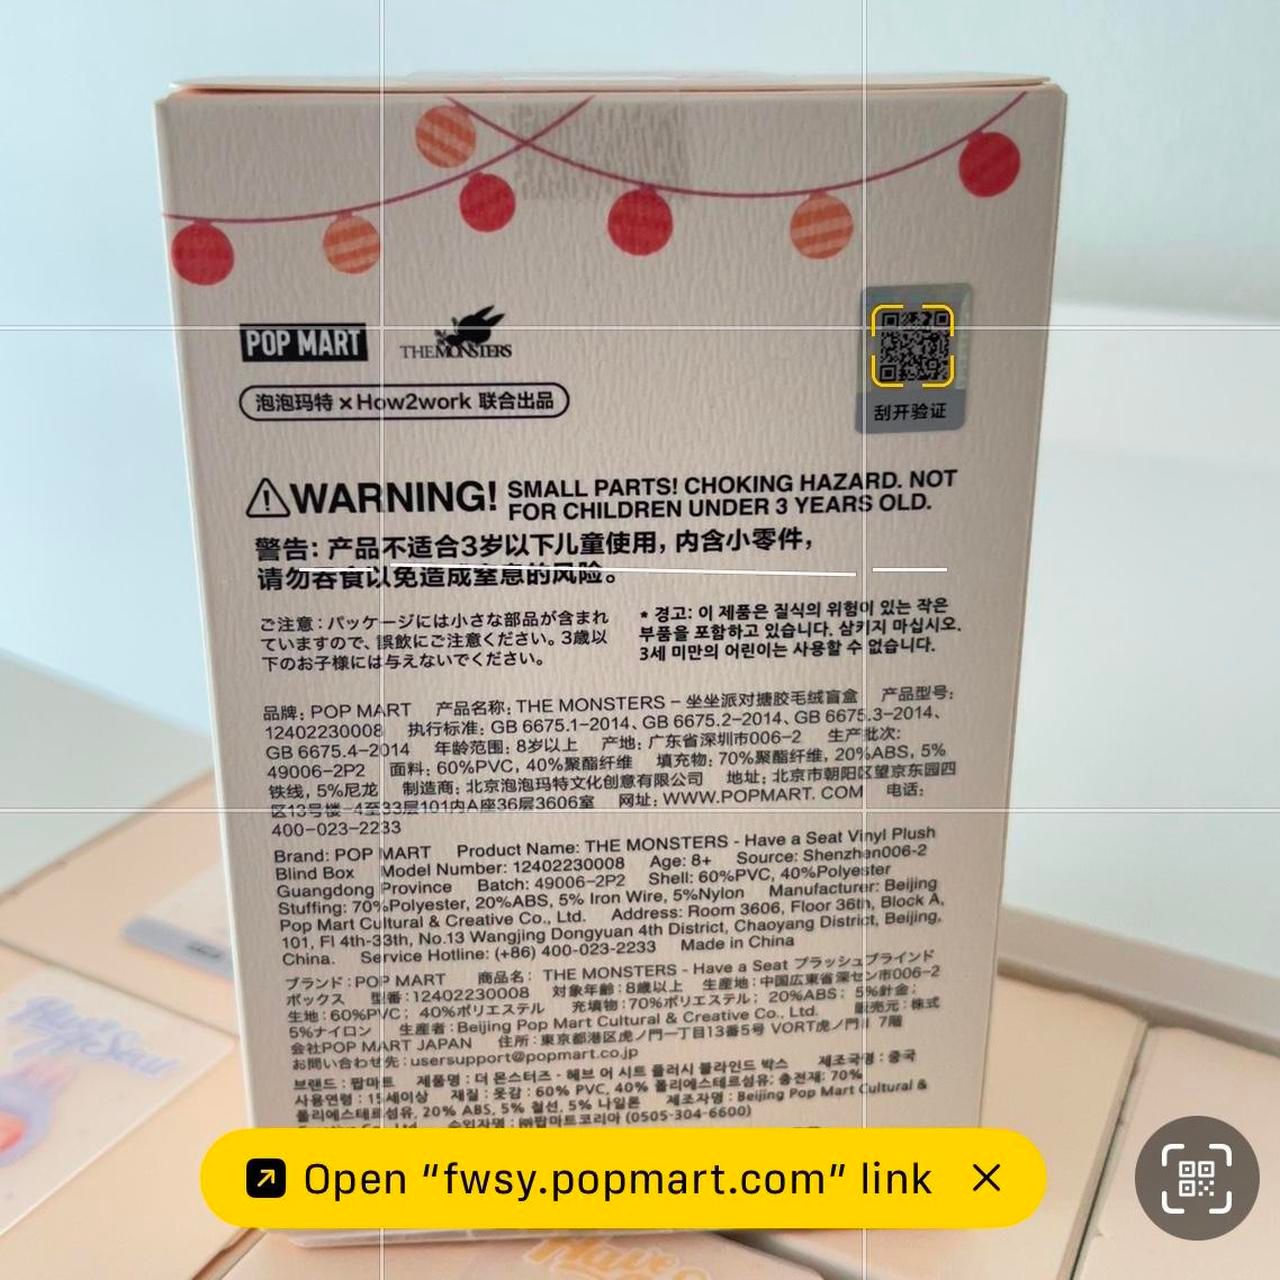 POP MART
THE MONSTERS
泡泡玛特 × How2work 联合出品
刮开验证
WARNING! SMALL PARTS! CHOKING HAZARD. NOT
FOR CHILDREN UNDER 3 YEARS OLD.
警告: 产品不适合3岁以下儿童使用, 内含小零件,
请勿吞食以免造成窒息的风险。
ご注意：パッケージには小さな部品が含まれ
ていますので、誤飲にご注意ください。3歳以
下のお子様には与えないでください。
* 경고: 이 제품은 질식의 위험이 있는 작은
부품을 포함하고 있습니다. 삼키지 마십시오.
3세 미만의 어린이는 사용할 수 없습니다.
品牌: POP MART 产品名称: THE MONSTERS – 坐坐派对搪胶毛绒盲盒 产品型号:
12402230008 执行标准: GB 6675.1–2014、GB 6675.2–2014、GB 6675.3–2014、
GB 6675.4–2014 年龄范围: 8岁以上 产地: 广东省深圳市006–2 生产批次:
49006–2P2 面料: 60%PVC, 40%聚酯纤维 填充物: 70%聚酯纤维, 20%ABS, 5%
铁线, 5%尼龙 制造商: 北京泡泡玛特文化创意有限公司 地址: 北京市朝阳区望京东园四
区13号楼–4至33层101内A座36层3606室 网址: WWW.POPMART. COM 电话:
400–023–2233
Brand: POP MART Product Name: THE MONSTERS - Have a Seat Vinyl Plush
Blind Box Model Number: 12402230008 Age: 8+ Source: Shenzhen006-2
Guangdong Province Batch: 49006–2P2 Shell: 60%PVC, 40%Polyester
Stuffing: 70%Polyester, 20%ABS, 5% Iron Wire, 5%Nylon Manufacturer: Beijing
Pop Mart Cultural & Creative Co., Ltd. Address: Room 3606, Floor 36th, Block A,
101, Fl 4th-33th, No.13 Wangjing Dongyuan 4th District, Chaoyang District, Beijing,
China. Service Hotline: (+86) 400-023-2233 Made in China
ブランド：POP MART 商品名： THE MONSTERS - Have a Seat プラッシュブラインド
ボックス 型番：12402230008 対象年齢：8歳以上 生産地：中国広東省深セン市006–2
生地：60%PVC； 40%ポリエステル 充填物：70%ポリエステル； 20%ABS； 5%針金；
5%ナイロン 生産者：Beijing Pop Mart Cultural & Creative Co., Ltd. 販売元：株式
会社POP MART JAPAN 住所：東京都港区虎ノ門一丁目13番5号 VORT虎ノ門Ⅱ 7階
お問い合わせ先：usersupport@popmart.co.jp
브랜드 : 팝마트 제품명 : 더 몬스터즈 - 해브 어 시트 플러시 블라인드 박스 제조국명 : 중국
사용연령 : 15세이상 재질 : 옷감 : 60% PVC, 40% 폴리에스테르섬유; 충전재: 70%
폴리에스테르섬유, 20% ABS, 5% 철선, 5% 나일론 제조자명 : Beijing Pop Mart Cultural &
수입자명 : ㈜팝마트코리아 (0505-304-6600)
Open “fwsy.popmart.com” link
Have a Seat
Have